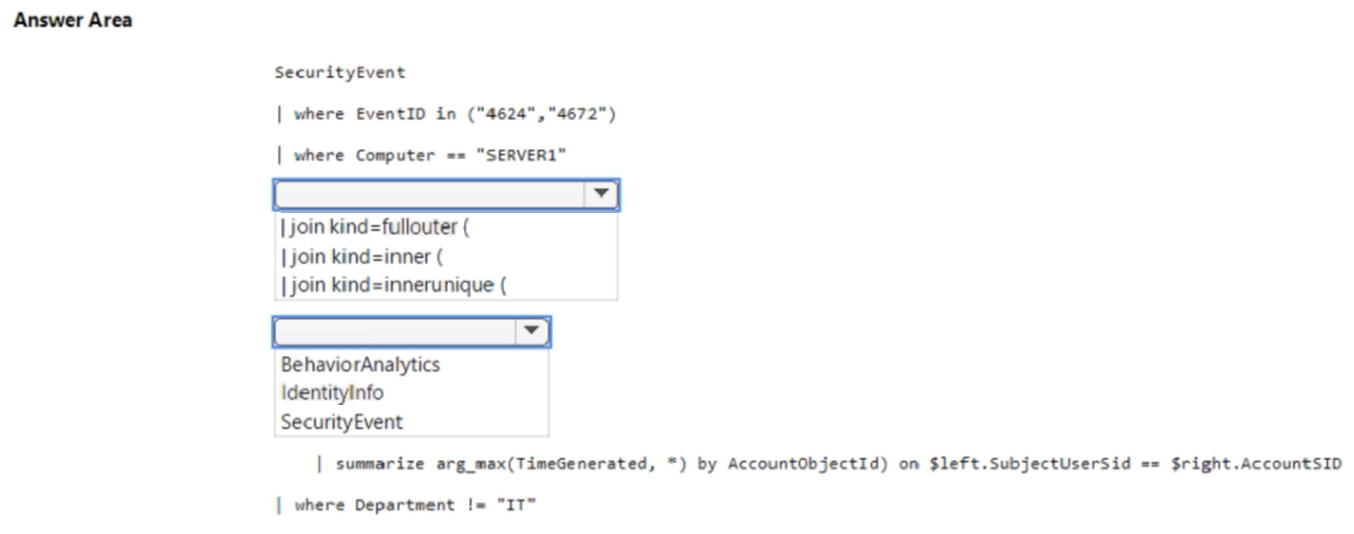 Answer Area
SecurityEvent
| where EventID in ("4624","4672")
| where Computer == "SERVER1"
| join kind=fullouter (
| join kind=inner (
| join kind=innerunique (
BehaviorAnalytics
IdentityInfo
SecurityEvent
| summarize arg_max(TimeGenerated, *) by AccountObjectId) on $left.SubjectUserSid == $right.AccountSID
| where Department != "IT"